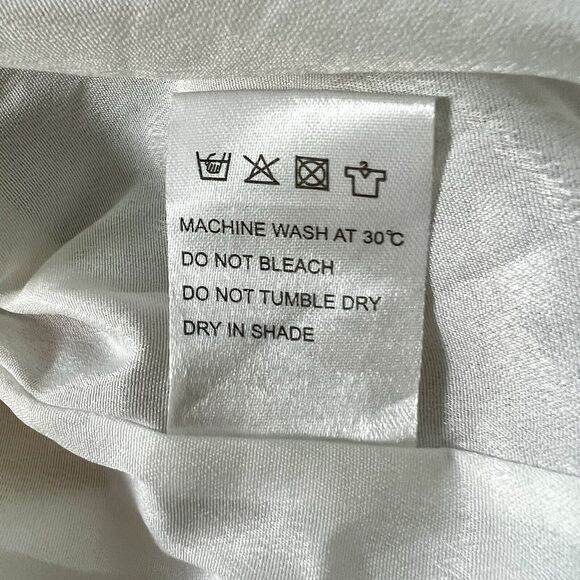 MACHINE WASH AT 30℃
DO NOT BLEACH
DO NOT TUMBLE DRY
DRY IN SHADE